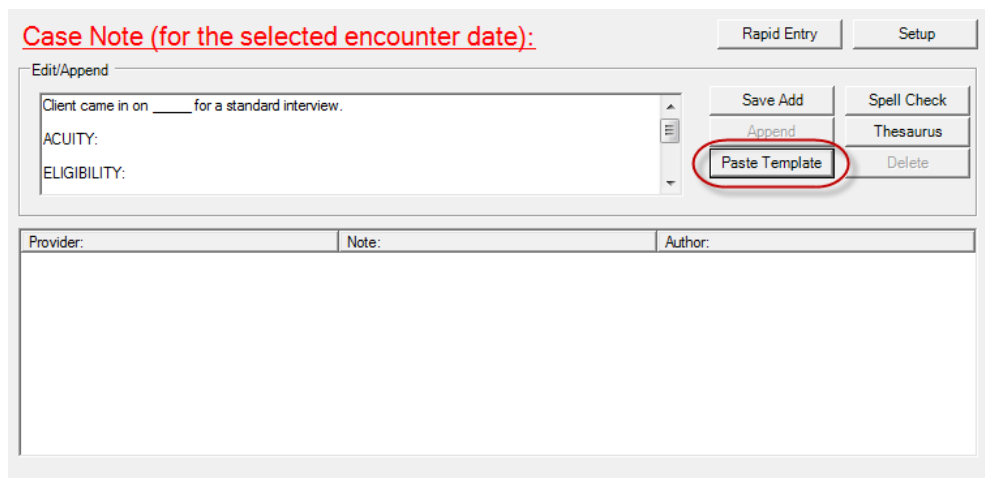 Case Note (for the selected encounter date):
Rapid Entry
Setup
Edit/Append
Client came in on _____ for a standard interview.
ACUITY:
ELIGIBILITY:
Save Add
Spell Check
Append
Thesaurus
Paste Template
Delete
Provider:
Note:
Author: